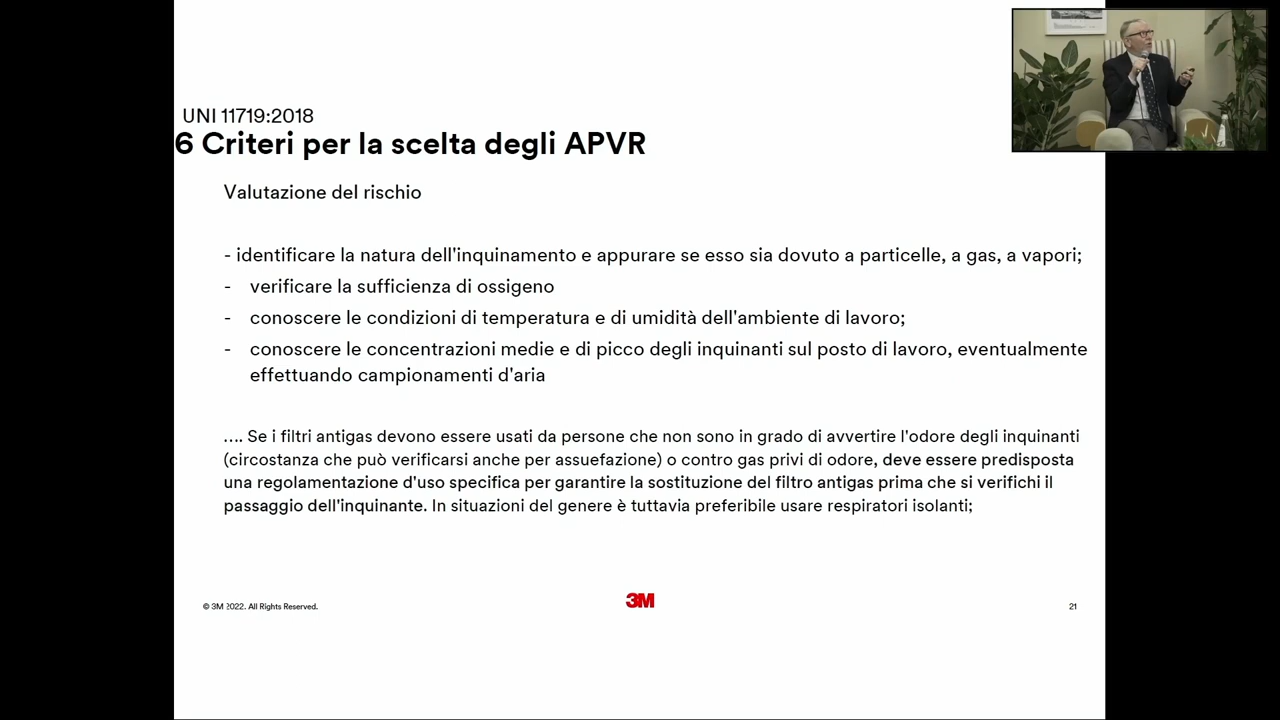 UNI 11719:2018
6 Criteri per la scelta degli APVR
Valutazione del rischio
- identificare la natura dell'inquinamento e appurare se esso sia dovuto a particelle, a gas, a vapori;
- verificare la sufficienza di ossigeno
- conoscere le condizioni di temperatura e di umidità dell'ambiente di lavoro;
- conoscere le concentrazioni medie e di picco degli inquinanti sul posto di lavoro, eventualmente
effettuando campionamenti d'aria
…. Se i filtri antigas devono essere usati da persone che non sono in grado di avvertire l'odore degli inquinanti
(circostanza che può verificarsi anche per assuefazione) o contro gas privi di odore, deve essere predisposta
una regolamentazione d'uso specifica per garantire la sostituzione del filtro antigas prima che si verifichi il
passaggio dell'inquinante. In situazioni del genere è tuttavia preferibile usare respiratori isolanti;
© 3M 2022. All Rights Reserved.
3M
21